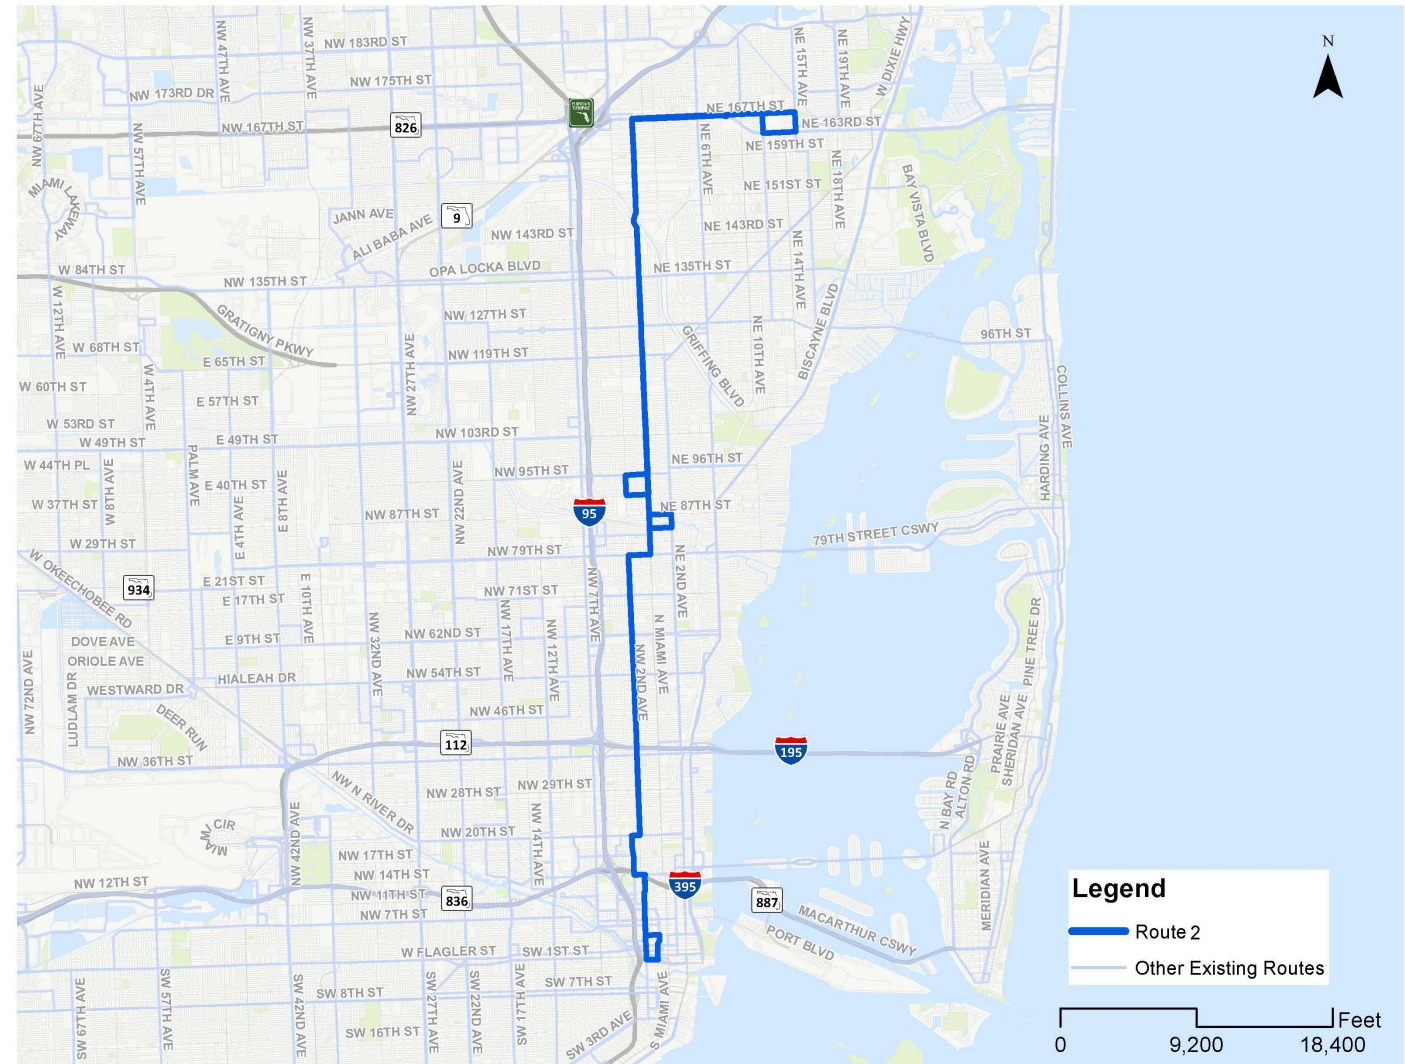 N
NW 183RD ST
NW 47TH AVE
NW 37TH AVE
NE 15TH AVE
NE 19TH AVE
W DIXIE HWY
NW 175TH ST
NW 173RD DR
NW 67TH AVE
FLORIDA'S
TURNPIKE
NE 167TH ST
NW 167TH ST
826
NE 163RD ST
NW 57TH AVE
NE 6TH AVE
NE 159TH ST
NE 18TH AVE
MIAMI LAKEWAY
NE 151ST ST
BAY VISTA BLVD
JANN AVE
9
ALI BABA AVE
NW 143RD ST
NE 143RD ST
NE 14TH AVE
W 84TH ST
NW 135TH ST
OPA LOCKA BLVD
NE 135TH ST
W 12TH AVE
GRATIGNY PKWY
NW 127TH ST
NE 10TH AVE
BISCAYNE BLVD
96TH ST
W 68TH ST
E 65TH ST
NW 119TH ST
GRIFFING BLVD
NW 27TH AVE
W 60TH ST
W 4TH AVE
E 57TH ST
COLLINS AVE
W 53RD ST
W 49TH ST
E 49TH ST
NW 103RD ST
HARDING AVE
W 44TH PL
W 8TH AVE
PALM AVE
E 40TH ST
E 8TH AVE
NW 22ND AVE
NW 95TH ST
NE 96TH ST
W 37TH ST
E 4TH AVE
NW 87TH ST
95
NE 87TH ST
79TH STREET CSWY
W 29TH ST
NW 79TH ST
NE 2ND AVE
W OKEECHOBEE RD
934
E 21ST ST
E 17TH ST
E 10TH AVE
NW 71ST ST
NW 7TH AVE
NW 17TH AVE
NW 12TH AVE
N MIAMI AVE
PINE TREE DR
NW 32ND AVE
DOVE AVE
E 9TH ST
NW 62ND ST
ORIOLE AVE
NW 72ND AVE
LUDLAM DR
WESTWARD DR
HIALEAH DR
NW 54TH ST
NW 2ND AVE
DEER RUN
NW 46TH ST
PRAIRIE AVE
SHERIDAN AVE
112
195
NW 36TH ST
NW N RIVER DR
NW 28TH ST
NW 29TH ST
N BAY RD
ALTON RD
NW 42ND AVE
MIAMI CIR
NW 20TH ST
NW 14TH AVE
NW 17TH ST
NW 14TH ST
NW 12TH ST
NW 11TH ST
836
395
887
MERIDIAN AVE
NW 7TH ST
MACARTHUR CSWY
PORT BLVD
W FLAGLER ST
SW 1ST ST
SW 67TH AVE
SW 57TH AVE
SW 42ND AVE
SW 8TH ST
SW 27TH AVE
SW 22ND AVE
SW 17TH AVE
SW 7TH ST
S MIAMI AVE
SW 16TH ST
SW 3RD AVE
Legend
Route 2
Other Existing Routes
Feet
0
9,200
18,400